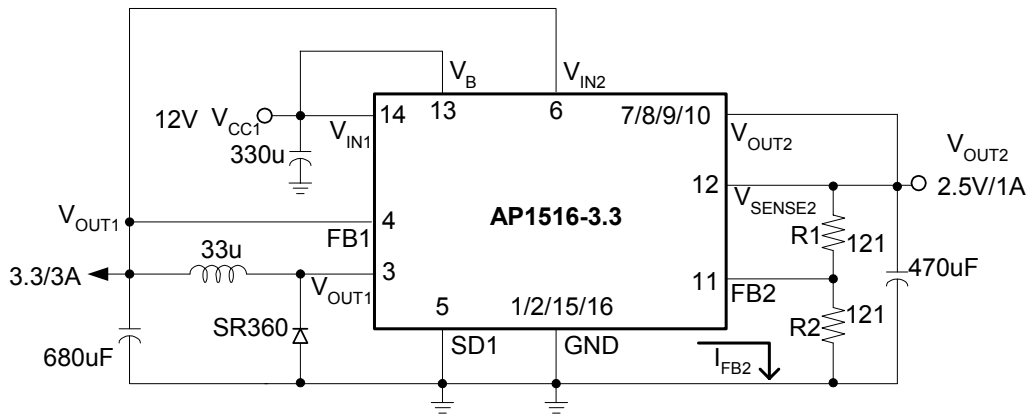 V_B
V_IN2
12V V_CC1
14
13
6
7/8/9/10
V_IN1
V_OUT2
V_OUT2
330u
12
2.5V/1A
V_SENSE2
V_OUT1
4
AP1516-3.3
FB1
R1
121
33u
3.3/3A
3
470uF
V_OUT1
11
FB2
5
1/2/15/16
R2
121
SR360
680uF
SD1
GND
I_FB2